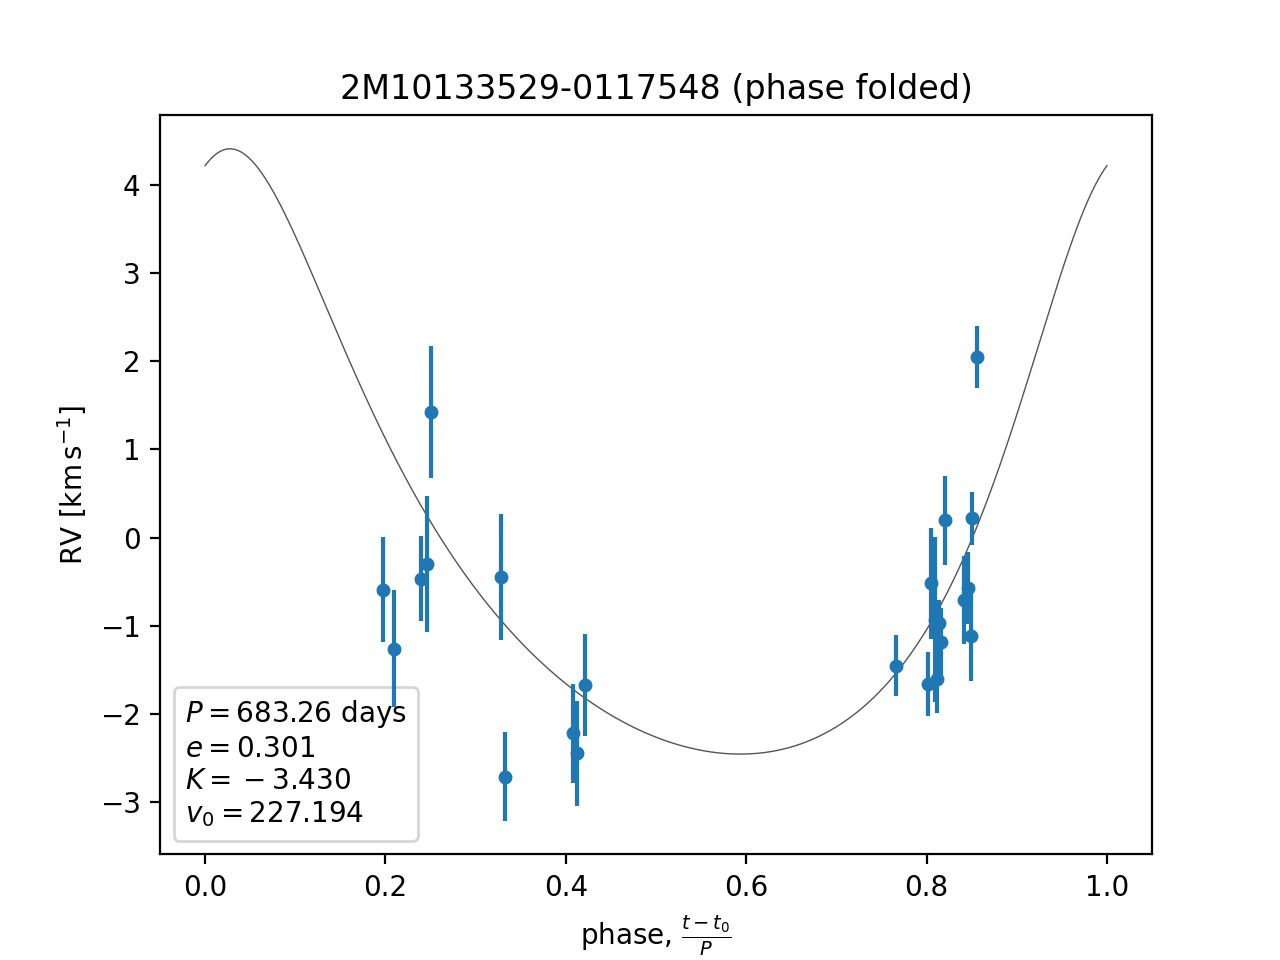 2M10133529-0117548 (phase folded)
RV [km s⁻¹]
4
3
2
1
0
−1
−2
−3
P = 683.26 days
e = 0.301
K = −3.430
v₀ = 227.194
0.0 0.2 0.4 0.6 0.8 1.0
phase, (t − t₀)/P